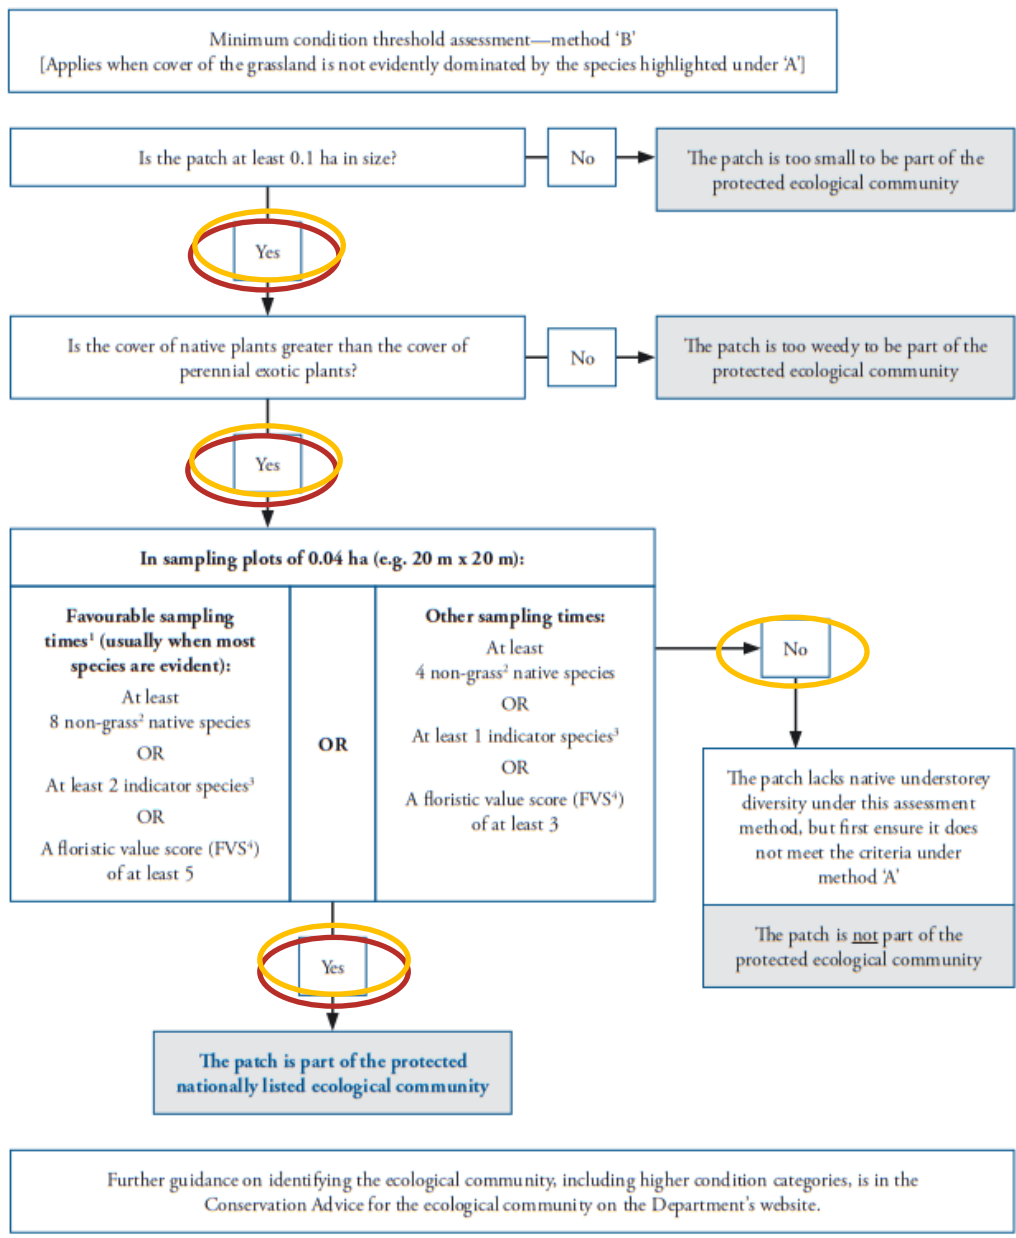 Minimum condition threshold assessment—method ‘B’
[Applies when cover of the grassland is not evidently dominated by the species highlighted under ‘A’]
Is the patch at least 0.1 ha in size?
No
The patch is too small to be part of the
protected ecological community
Yes
Is the cover of native plants greater than the cover of
perennial exotic plants?
No
The patch is too weedy to be part of the
protected ecological community
Yes
In sampling plots of 0.04 ha (e.g. 20 m x 20 m):
Favourable sampling
times¹ (usually when most
species are evident):
At least
8 non-grass² native species
OR
At least 2 indicator species³
OR
A floristic value score (FVS⁴)
of at least 5
OR
Other sampling times:
At least
4 non-grass² native species
OR
At least 1 indicator species³
OR
A floristic value score (FVS⁴)
of at least 3
No
The patch lacks native understorey
diversity under this assessment
method, but first ensure it does
not meet the criteria under
method ‘A’
The patch is not part of the
protected ecological community
Yes
The patch is part of the protected
nationally listed ecological community
Further guidance on identifying the ecological community, including higher condition categories, is in the
Conservation Advice for the ecological community on the Department’s website.